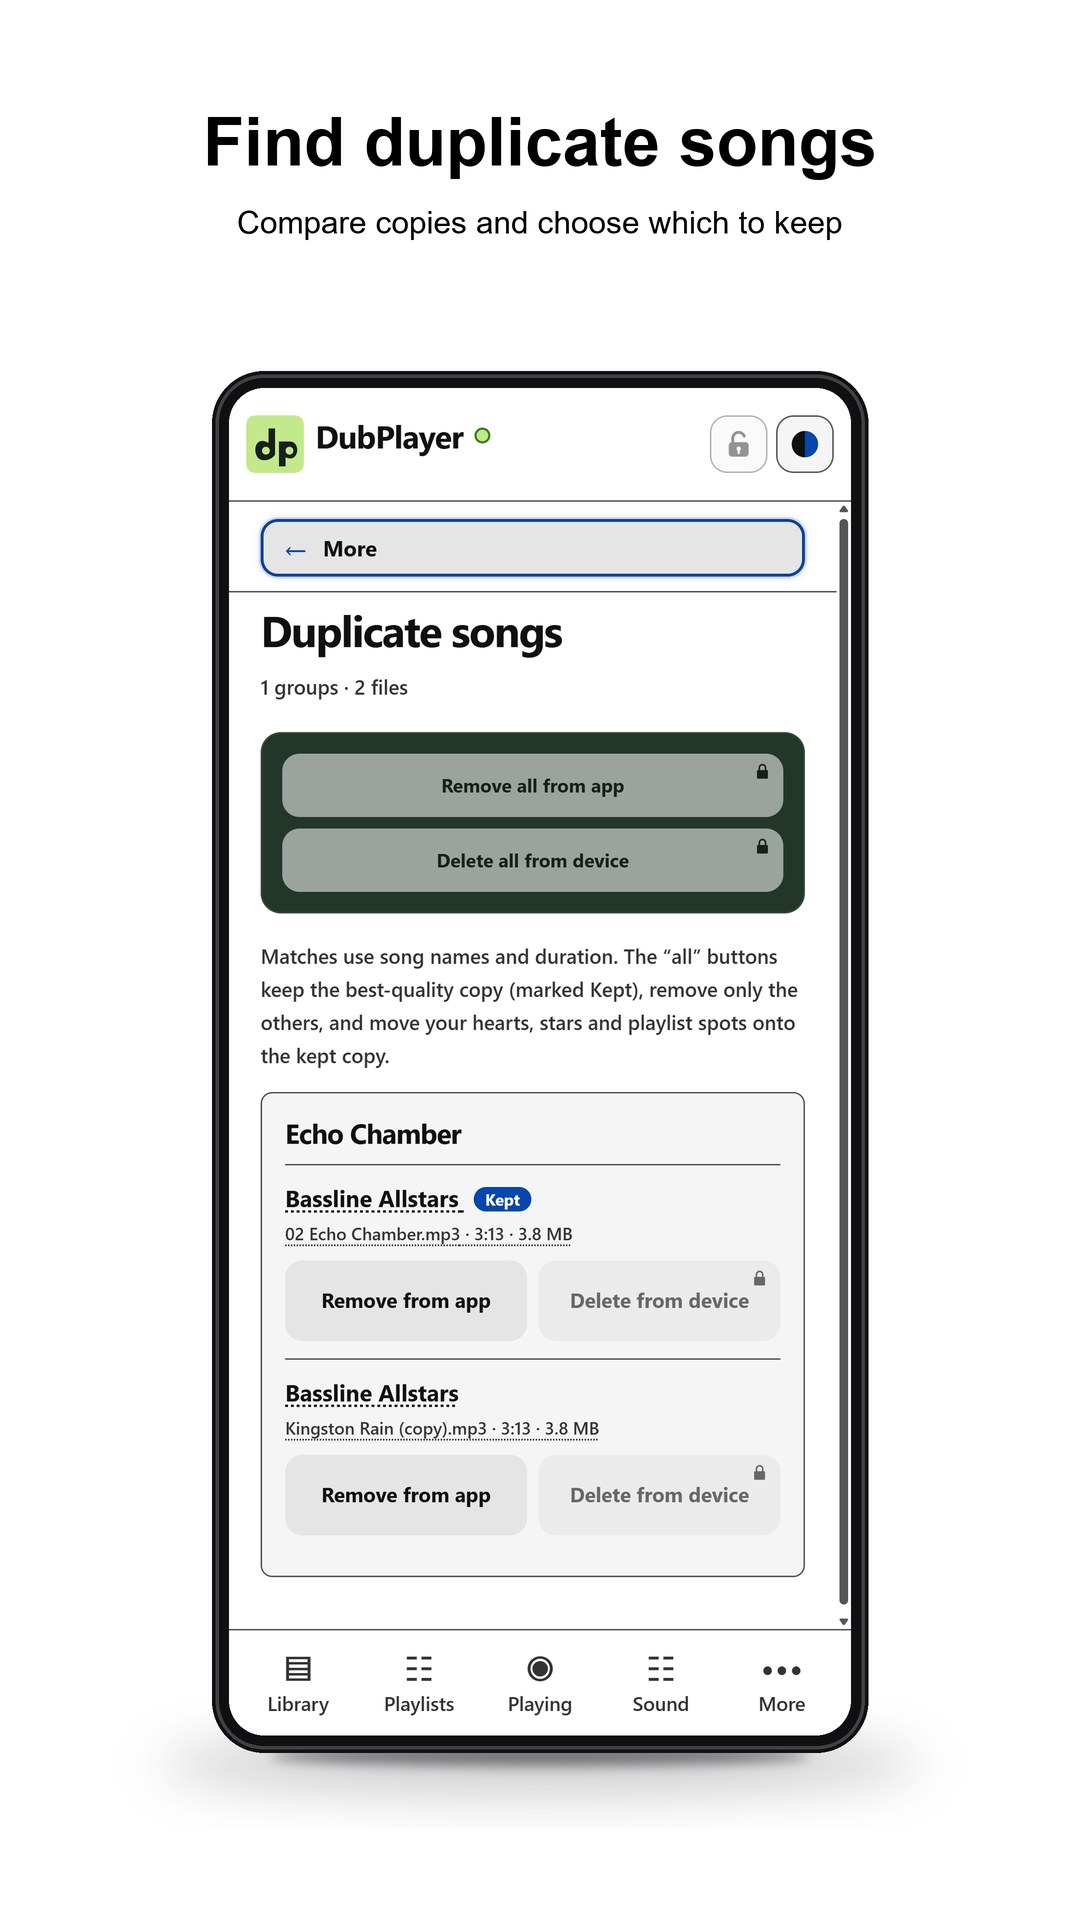 Find duplicate songs
Compare copies and choose which to keep
dp DubPlayer
← More
Duplicate songs
1 groups · 2 files
Remove all from app
Delete all from device
Matches use song names and duration. The “all” buttons
keep the best-quality copy (marked Kept), remove only the
others, and move your hearts, stars and playlist spots onto
the kept copy.
Echo Chamber
Bassline Allstars Kept
02 Echo Chamber.mp3 · 3:13 · 3.8 MB
Remove from app Delete from device
Bassline Allstars
Kingston Rain (copy).mp3 · 3:13 · 3.8 MB
Remove from app Delete from device
Library Playlists Playing Sound More